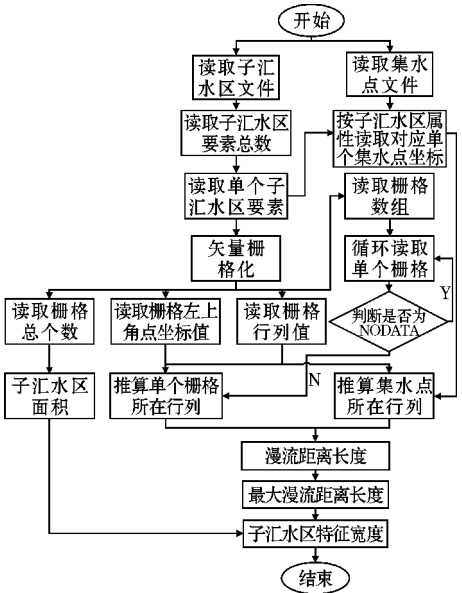 开始
读取子汇
水区文件
读取集水
点文件
读取子汇水区
要素总数
按子汇水区属
性读取对应单
个集水点坐标
读取单个子
汇水区要素
读取栅格
数组
矢量栅
格化
循环读取
单个栅格
Y
读取栅格
总个数
读取栅格左上
角点坐标值
读取栅格
行列值
判断是否为
NODATA
N
子汇水区
面积
推算单个栅格
所在行列
推算集水点
所在行列
漫流距离长度
最大漫流距离长度
子汇水区特征宽度
结束